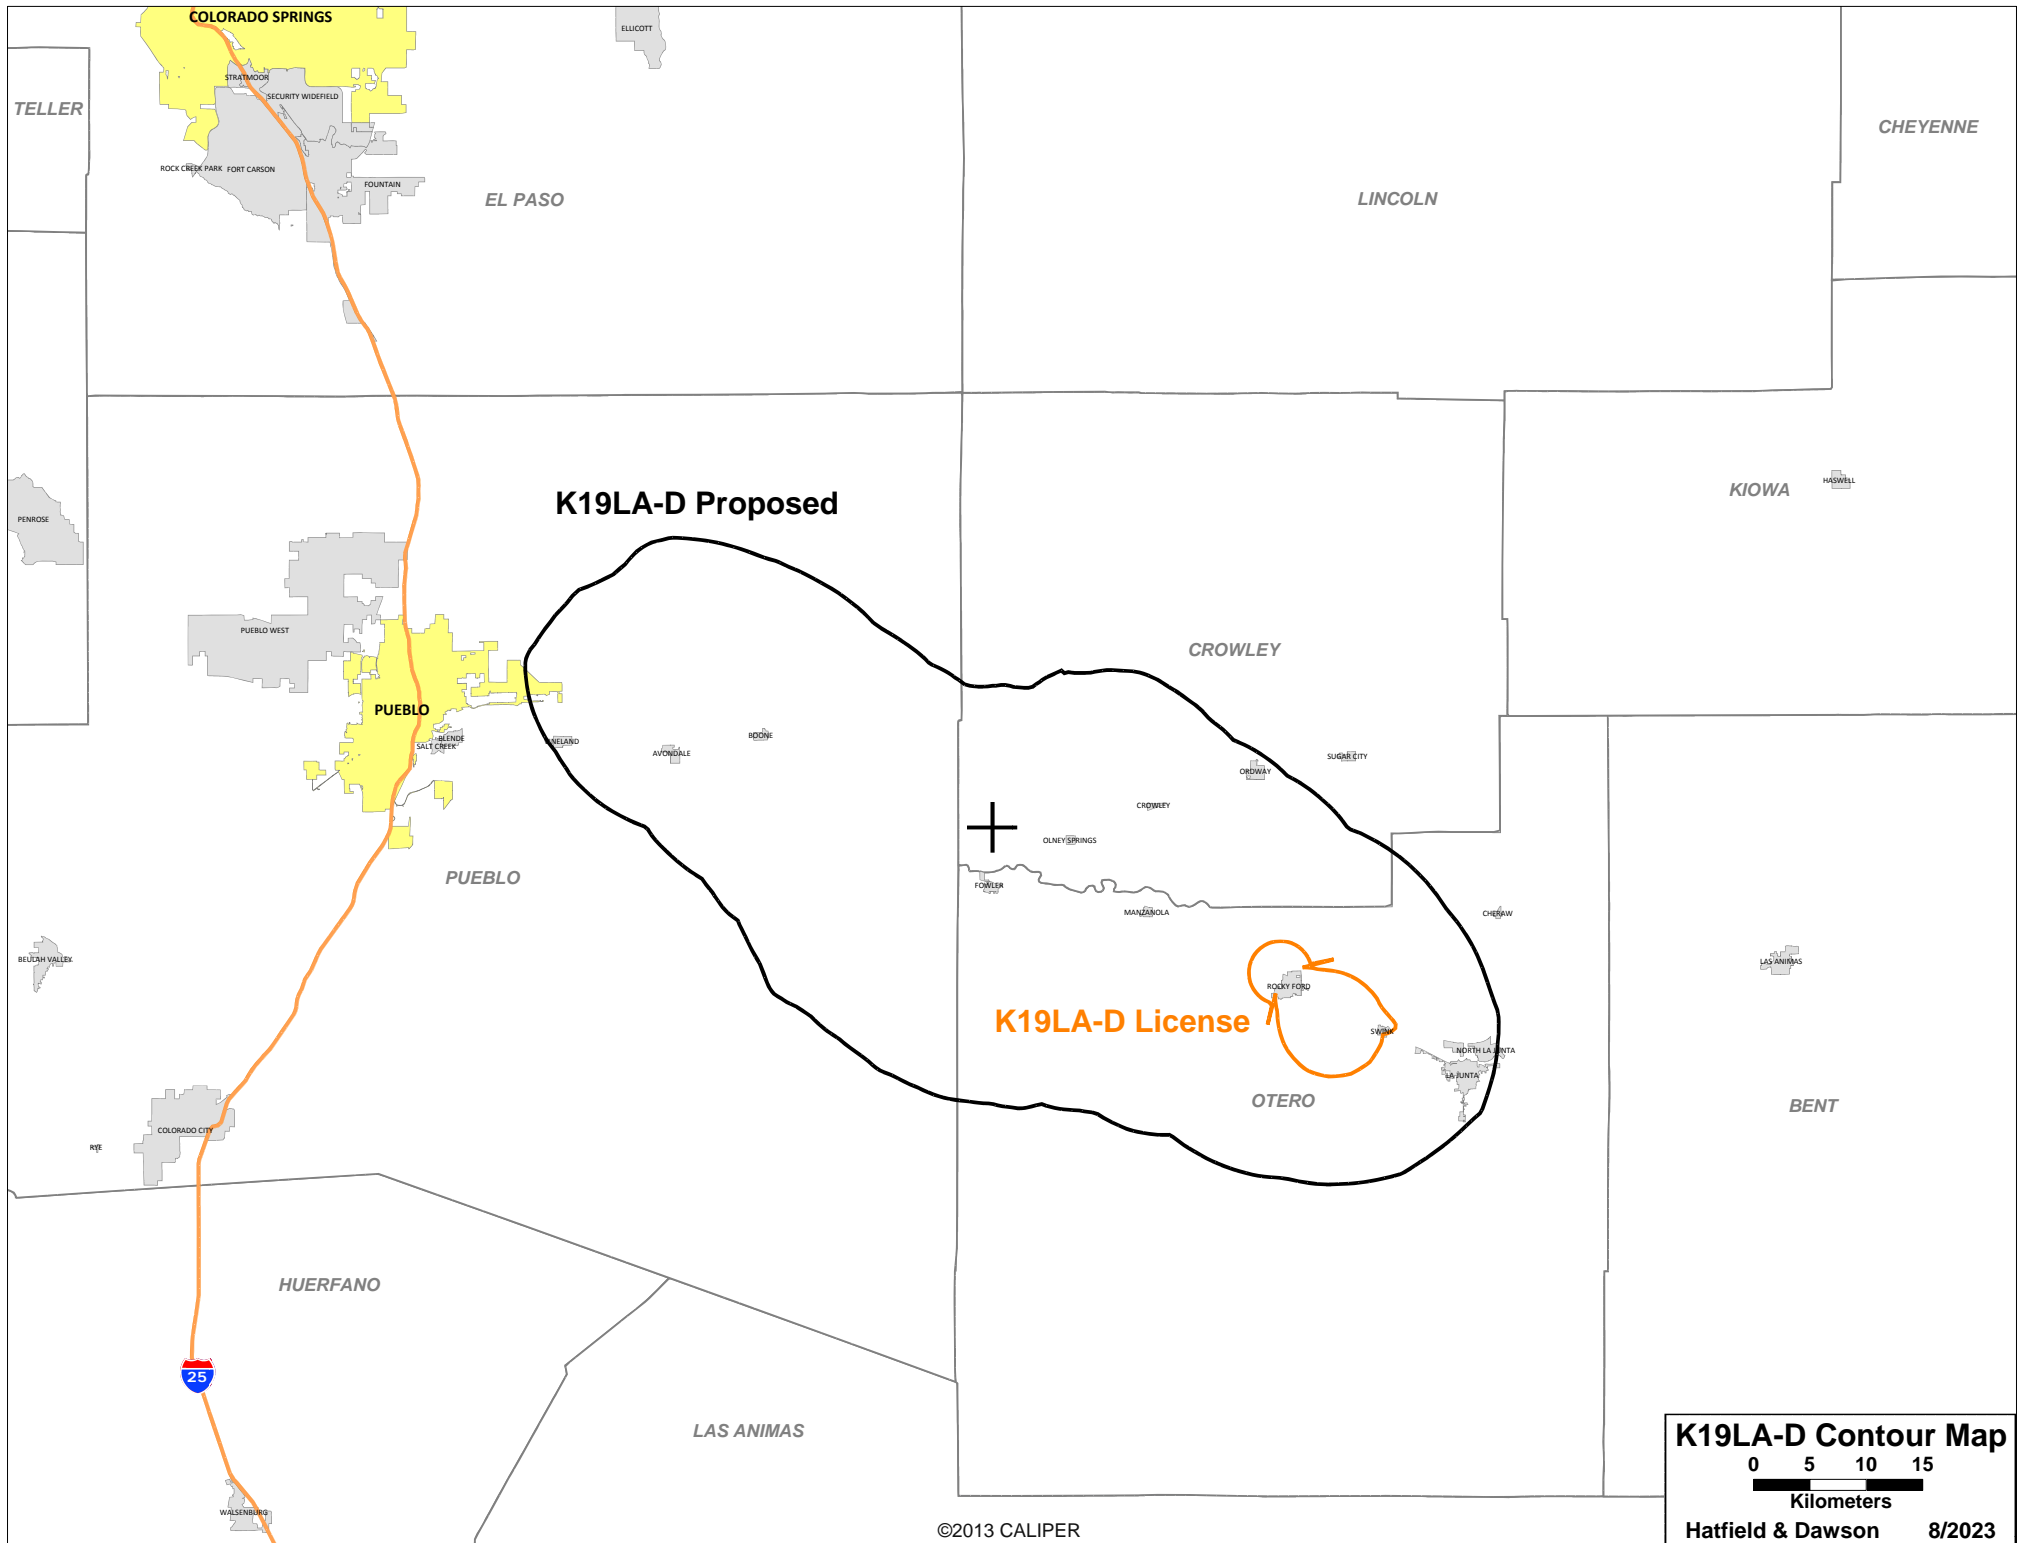 COLORADO SPRINGS
ELLICOTT
STRATMOOR
SECURITY WIDEFIELD
TELLER
CHEYENNE
ROCK CREEK PARK
FORT CARSON
FOUNTAIN
EL PASO
LINCOLN
K19LA-D Proposed
HASWELL
KIOWA
PENROSE
PUEBLO WEST
CROWLEY
PUEBLO
BLENDE
SALT CREEK
BOONE
AVONDALE
SUGAR CITY
ORDWAY
CROWLEY
OLNEY SPRINGS
PUEBLO
FOWLER
MANZANOLA
CHERAW
BEULAH VALLEY
LAS ANIMAS
ROCKY FORD
K19LA-D License
SWINK
NORTH LA JUNTA
LA JUNTA
OTERO
BENT
COLORADO CITY
RYE
HUERFANO
25
LAS ANIMAS
WALSENBURG
©2013 CALIPER
K19LA-D Contour Map
0 5 10 15
Kilometers
Hatfield & Dawson 8/2023